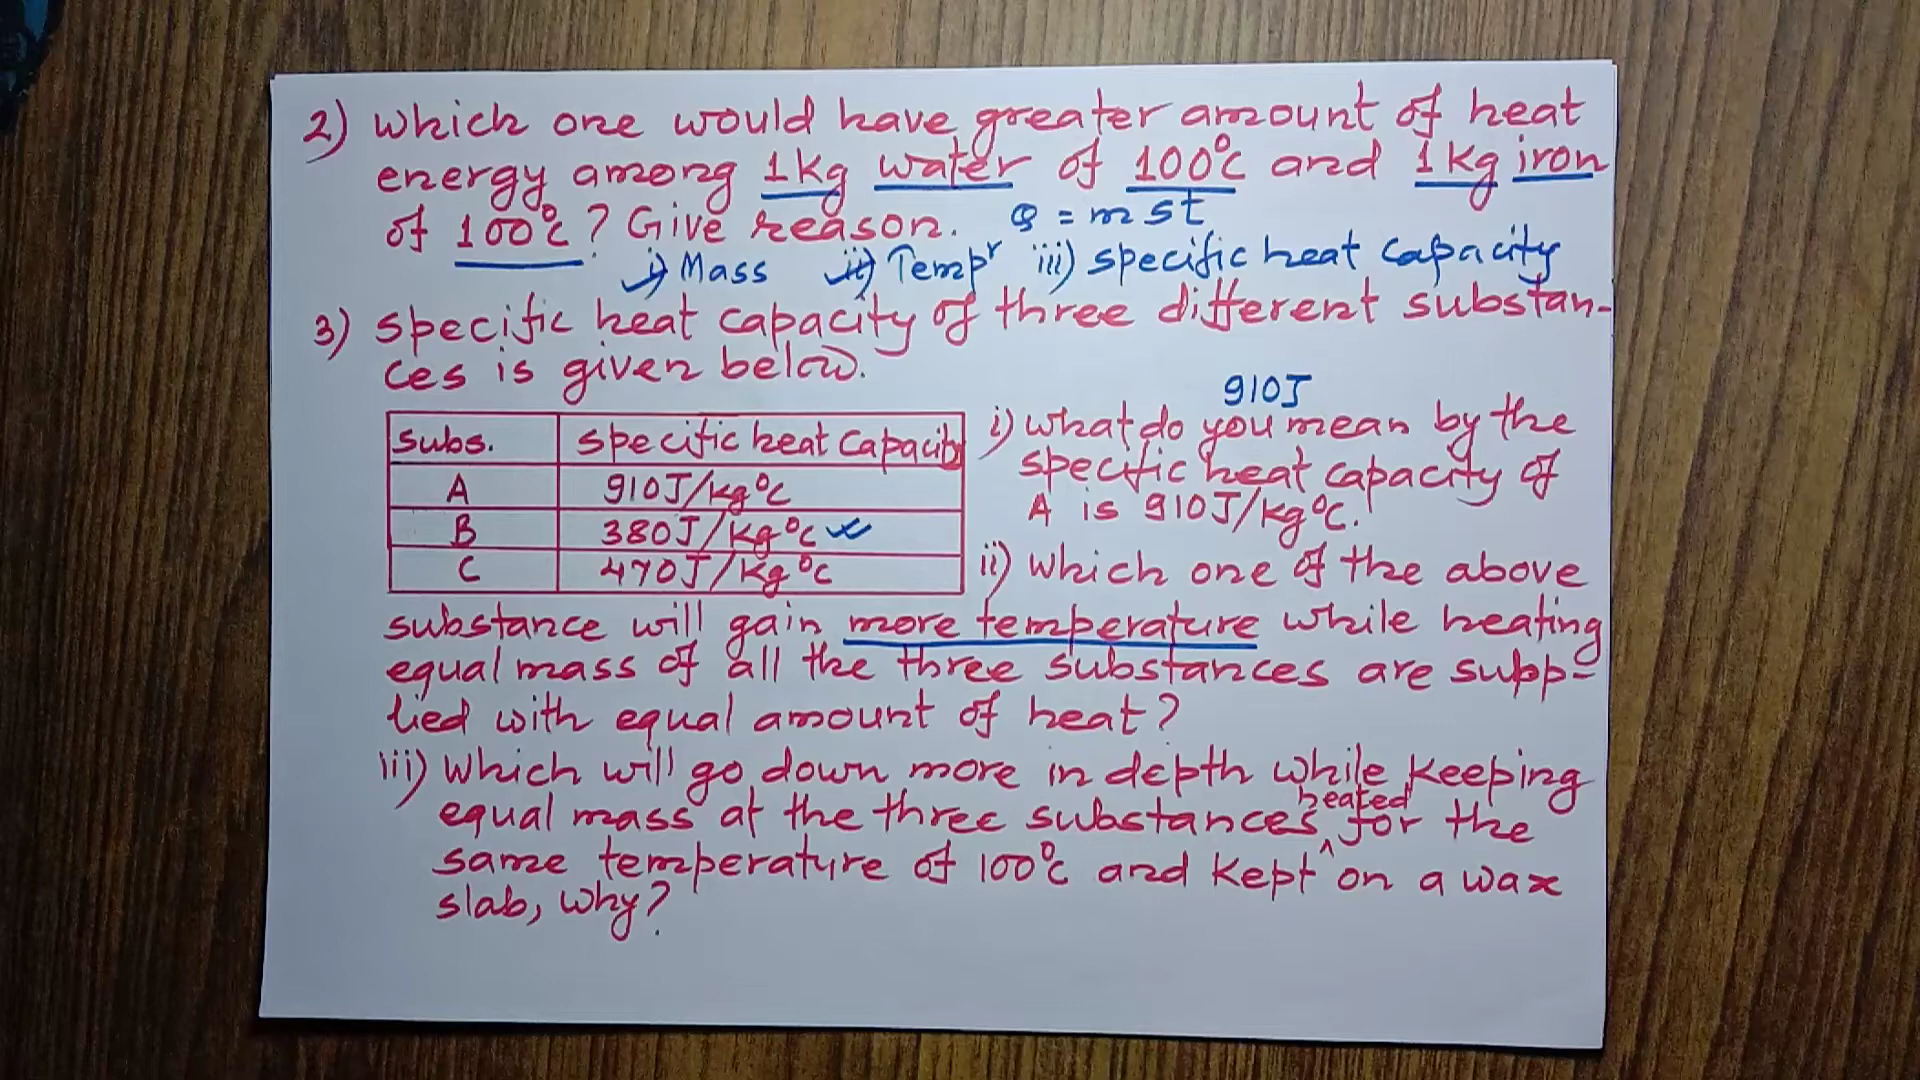 2) Which one would have greater amount of heat
energy among 1kg water of 100°C and 1kg iron
of 100°C? Give reason. Q = mst
i) Mass ii) Tempr iii) specific heat capacity
3) specific heat capacity of three different substan-
ces is given below.
910J
Subs. specific heat capacity
A 910J/kg°C
B 380J/kg°C
C 470J/kg°C
i) what do you mean by the
specific heat capacity of
A is 910J/kg°C.
ii) Which one of the above
substance will gain more temperature while heating
equal mass of all the three substances are supp-
lied with equal amount of heat?
iii) Which will go down more in depth while keeping
equal mass at the three substances heated for the
same temperature of 100°C and kept on a wax
slab, why?